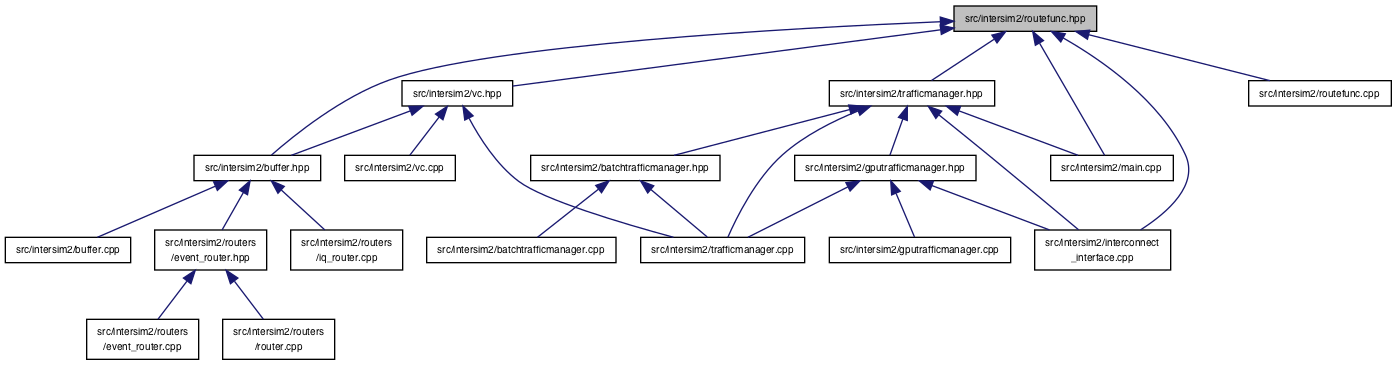 src/intersim2/routefunc.hpp
src/intersim2/vc.hpp
src/intersim2/trafficmanager.hpp
src/intersim2/routefunc.cpp
src/intersim2/buffer.hpp
src/intersim2/vc.cpp
src/intersim2/batchtrafficmanager.hpp
src/intersim2/gputrafficmanager.hpp
src/intersim2/main.cpp
src/intersim2/buffer.cpp
src/intersim2/routers
/event_router.hpp
src/intersim2/routers
/iq_router.cpp
src/intersim2/batchtrafficmanager.cpp
src/intersim2/trafficmanager.cpp
src/intersim2/gputrafficmanager.cpp
src/intersim2/interconnect
_interface.cpp
src/intersim2/routers
/event_router.cpp
src/intersim2/routers
/router.cpp